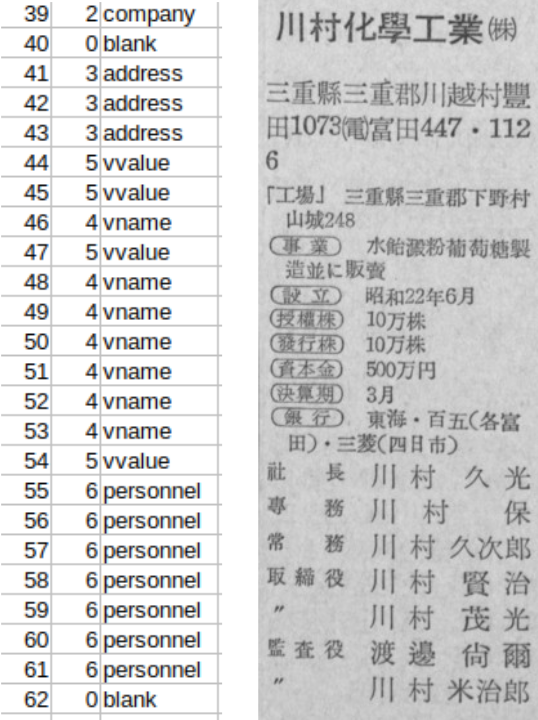 39 2 company
40 0 blank
41 3 address
42 3 address
43 3 address
44 5 vvalue
45 5 vvalue
46 4 vname
47 5 vvalue
48 4 vname
49 4 vname
50 4 vname
51 4 vname
52 4 vname
53 4 vname
54 5 vvalue
55 6 personnel
56 6 personnel
57 6 personnel
58 6 personnel
59 6 personnel
60 6 personnel
61 6 personnel
62 0 blank
川村化學工業㈱
三重縣三重郡川越村豐
田1073㈹富田447・112
6
『工場』 三重縣三重郡下野村
山城248
事業 水飴澱粉葡萄糖製
造並に販賣
設立 昭和22年6月
授權株 10万株
發行株 10万株
資本金 500万円
決算期 3月
銀行 東海・百五(各富
田)・三菱(四日市)
社長 川村久光
専務 川村保
常務 川村久次郎
取締役 川村賢治
〃 川村茂光
監査役 渡邊尙爾
〃 川村米治郎